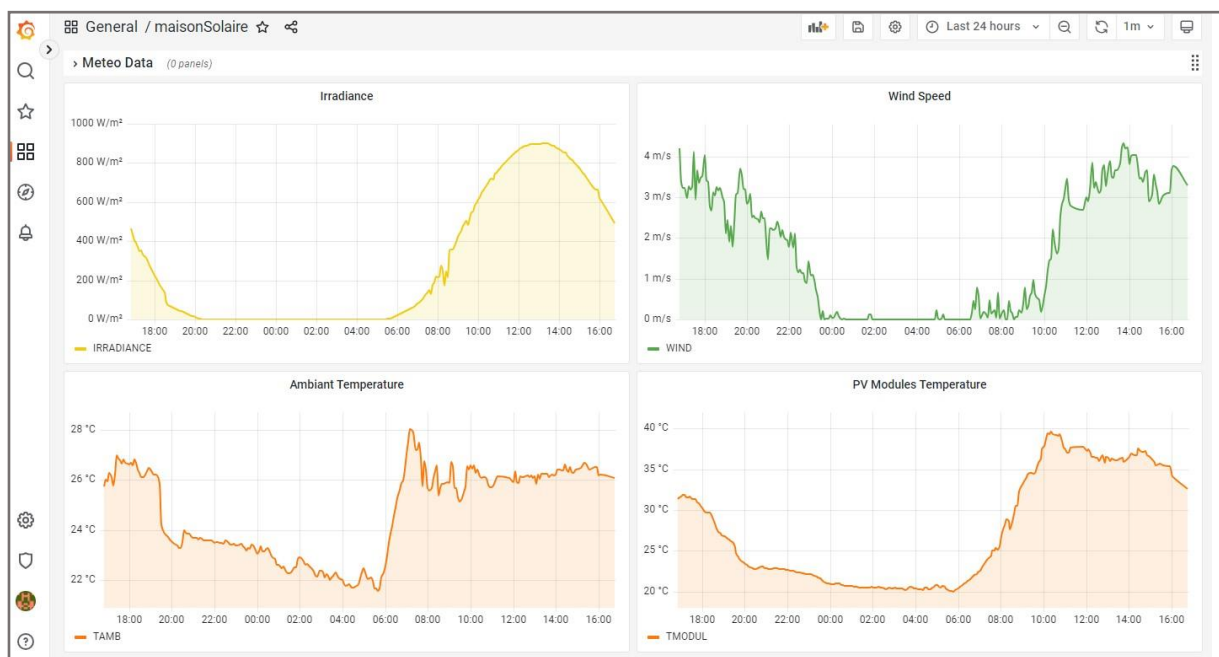 General / maisonSolaire
Last 24 hours
1m
Meteo Data (0 panels)
Irradiance
1000 W/m²
800 W/m²
600 W/m²
400 W/m²
200 W/m²
0 W/m²
18:00 20:00 22:00 00:00 02:00 04:00 06:00 08:00 10:00 12:00 14:00 16:00
IRRADIANCE
Wind Speed
4 m/s
3 m/s
2 m/s
1 m/s
0 m/s
18:00 20:00 22:00 00:00 02:00 04:00 06:00 08:00 10:00 12:00 14:00 16:00
WIND
Ambiant Temperature
28 °C
26 °C
24 °C
22 °C
18:00 20:00 22:00 00:00 02:00 04:00 06:00 08:00 10:00 12:00 14:00 16:00
TAMB
PV Modules Temperature
40 °C
35 °C
30 °C
25 °C
20 °C
18:00 20:00 22:00 00:00 02:00 04:00 06:00 08:00 10:00 12:00 14:00 16:00
TMODUL